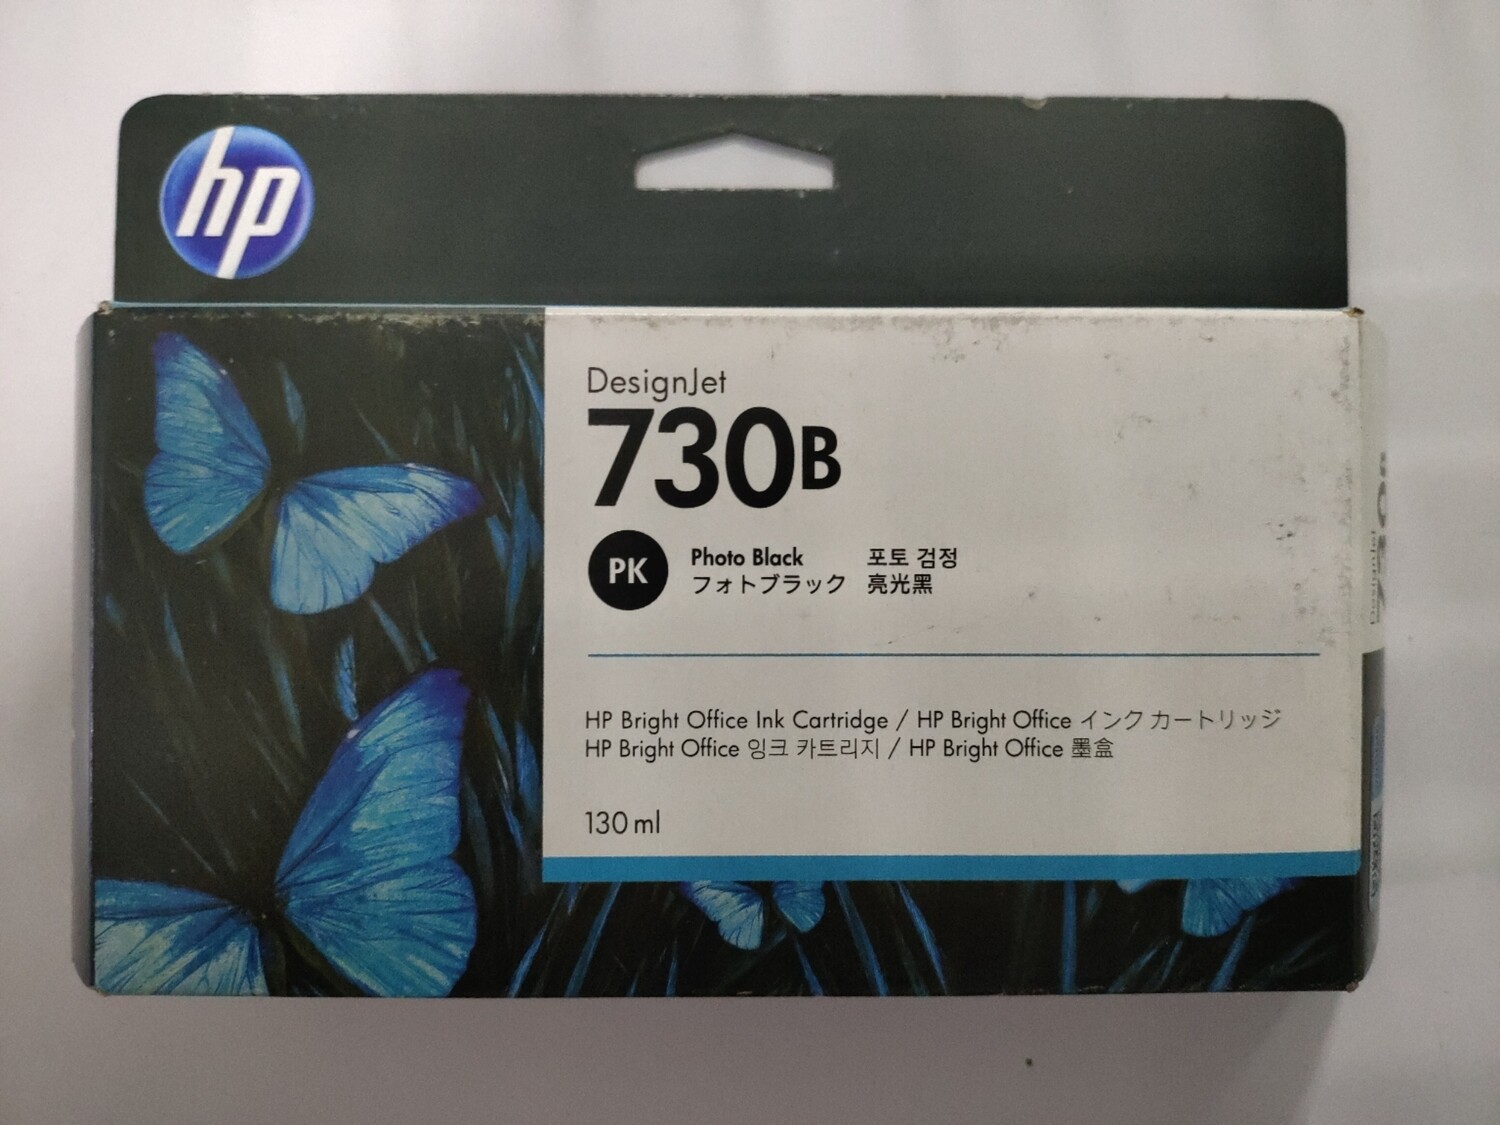 hp
DesignJet
730B
PK
Photo Black 포토 검정
フォトブラック 亮光黑
HP Bright Office Ink Cartridge / HP Bright Office インク カートリッジ
HP Bright Office 잉크 카트리지 / HP Bright Office 墨盒
130 ml
DesignJet